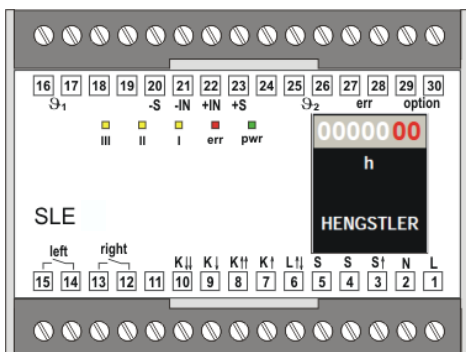 16 17 18 19 20 21 22 23 24 25 26 27 28 29 30
ϑ₁ -S -IN +IN +S ϑ₂ err option
III II I err pwr
0000000
h
HENGSTLER
SLE
left right
K⇊ K↓ K⇈ K↑ L⇅ S S S↑ N L
15 14 13 12 11 10 9 8 7 6 5 4 3 2 1